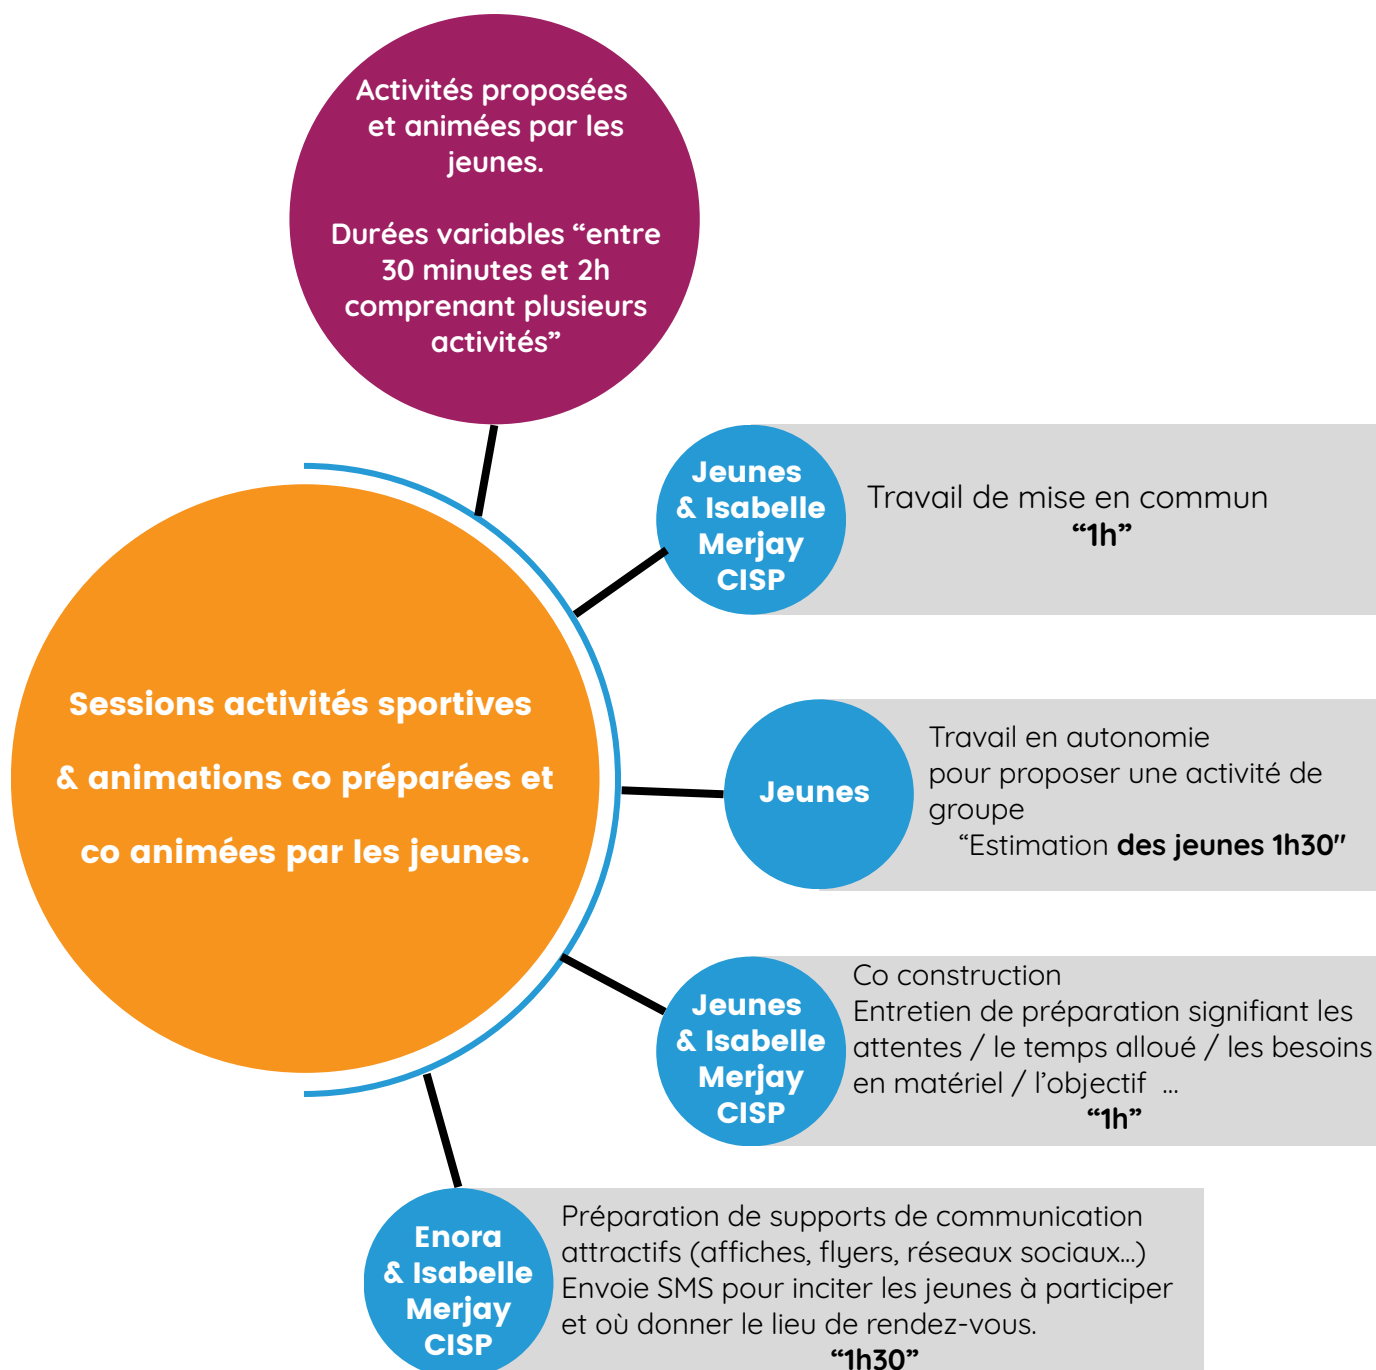 Activités proposées
et animées par les
jeunes.
Durées variables “entre
30 minutes et 2h
comprenant plusieurs
activités”
Jeunes
& Isabelle
Merjay
CISP
Travail de mise en commun
“1h”
Sessions activités sportives
& animations co préparées et
co animées par les jeunes.
Jeunes
Travail en autonomie
pour proposer une activité de
groupe
“Estimation des jeunes 1h30"
Jeunes
& Isabelle
Merjay
CISP
Co construction
Entretien de préparation signifiant les
attentes / le temps alloué / les besoins
en matériel / l’objectif ...
“1h”
Enora
& Isabelle
Merjay
CISP
Préparation de supports de communication
attractifs (affiches, flyers, réseaux sociaux...)
Envoie SMS pour inciter les jeunes à participer
et où donner le lieu de rendez-vous.
“1h30”